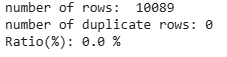 number of rows:  10089
number of duplicate rows: 0
Ratio(%): 0.0 %